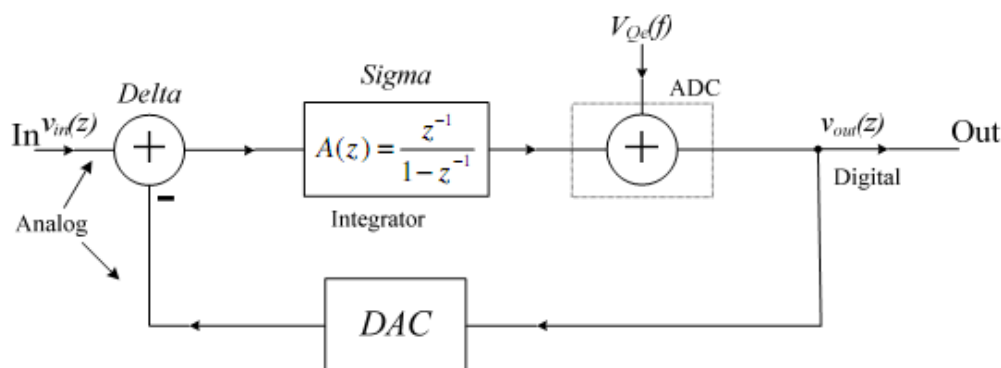 V_Qe(f)
Sigma
ADC
Delta
In v_in(z)
+
A(z) = z^-1 / 1 - z^-1
+
v_out(z)
Out
-
Digital
Integrator
Analog
DAC